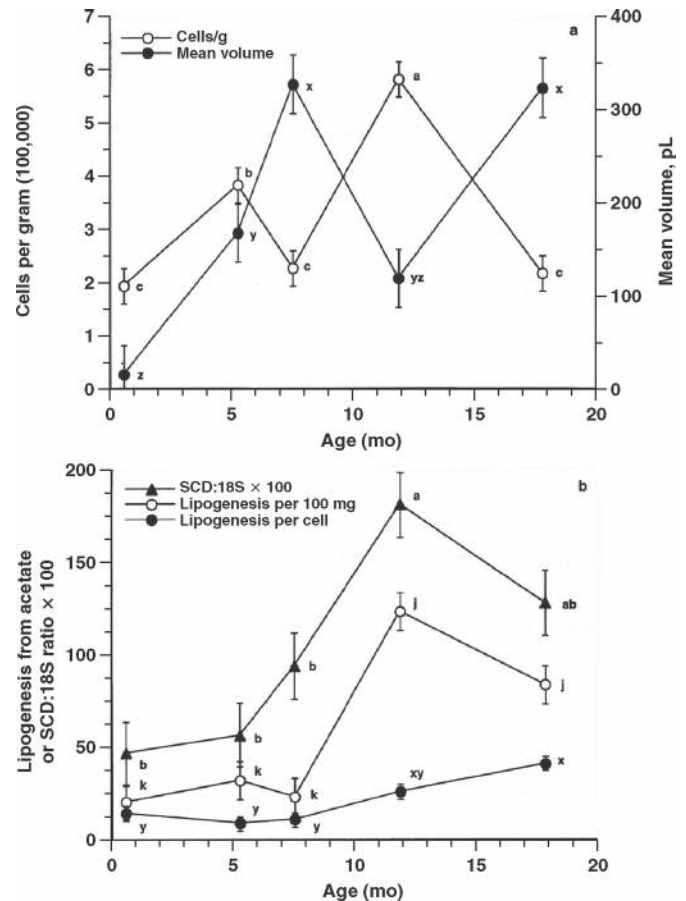 a
Cells/g
Mean volume
Cells per gram (100,000)
7
6
5
4
3
2
1
0
Mean volume, pL
400
300
200
100
0
c
b
c
a
c
z
y
x
yz
x
0
5
10
15
20
Age (mo)
b
SCD:18S × 100
Lipogenesis per 100 mg
Lipogenesis per cell
Lipogenesis from acetate
or SCD:18S ratio × 100
200
150
100
50
0
b
b
b
a
ab
k
k
k
j
j
y
y
y
xy
x
0
5
10
15
20
Age (mo)